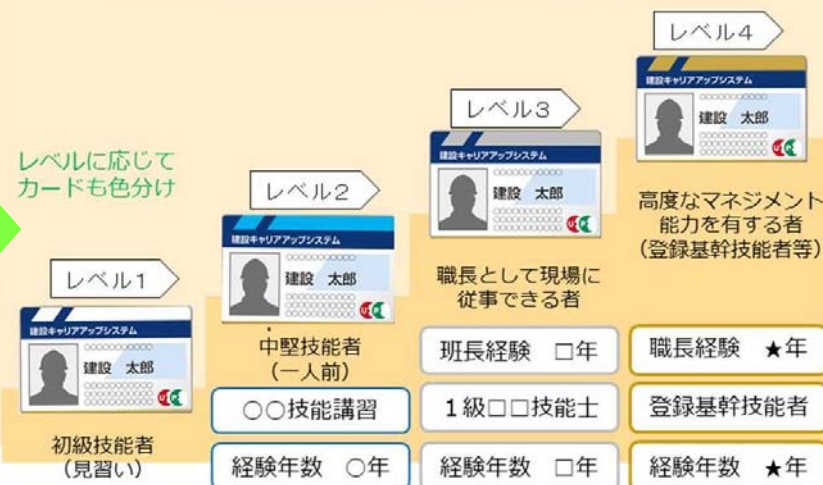 レベルに応じて
カードも色分け
レベル1
建設キャリアアップシステム
建設 太郎
初級技能者
(見習い)
レベル2
建設キャリアアップシステム
建設 太郎
中堅技能者
(一人前)
○○技能講習
経験年数 ○年
レベル3
建設キャリアアップシステム
建設 太郎
職長として現場に
従事できる者
班長経験 □年
1級□□技能士
経験年数 □年
レベル4
建設キャリアアップシステム
建設 太郎
高度なマネジメント
能力を有する者
(登録基幹技能者等)
職長経験 ★年
登録基幹技能者
経験年数 ★年